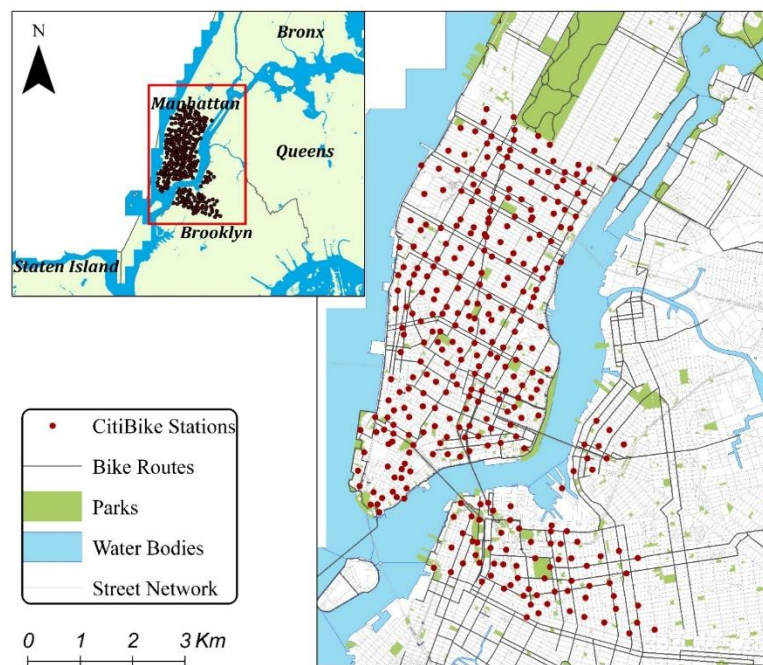 N
Bronx
Manhattan
Queens
Brooklyn
Staten Island
CitiBike Stations
Bike Routes
Parks
Water Bodies
Street Network
0 1 2 3 Km